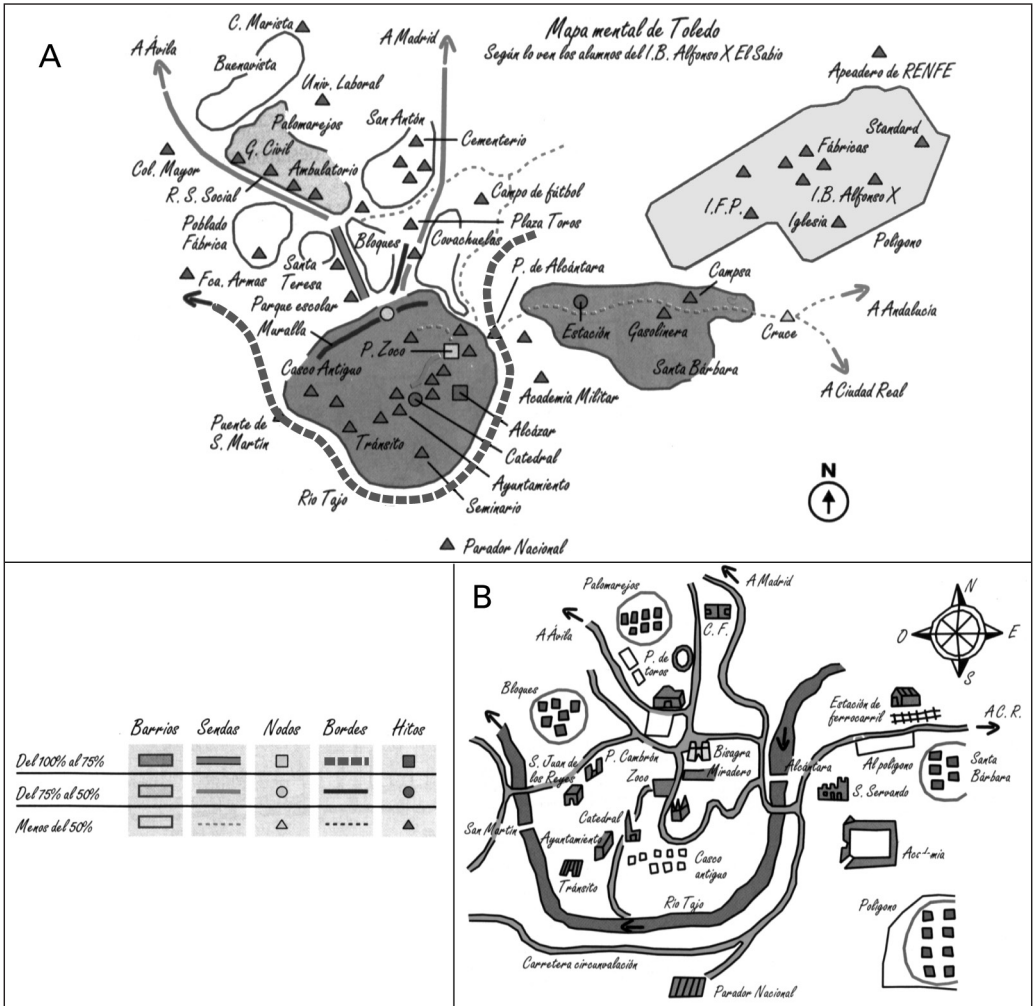 A
Mapa mental de Toledo
Según lo ven los alumnos del I.B. Alfonso X El Sabio
C. Marista
A Ávila
Buenavista
A Madrid
Univ. Laboral
Palomarejos
San Antón
Cementerio
G. Civil
Ambulatorio
Col. Mayor
R. S. Social
Campo de fútbol
Poblado
Fábrica
Plaza Toros
Bloques
Covachuelas
Santa
Teresa
Fca. Armas
P. de Alcántara
Parque escolar
Muralla
P. Zoco
Casco Antiguo
Academia Militar
Puente de
S. Martín
Tránsito
Alcázar
Catedral
Ayuntamiento
Seminario
Río Tajo
Parador Nacional
Apeadero de RENFE
Standard
Fábricas
I.B. Alfonso X
I.F.P.
Iglesia
Polígono
Campsa
Estación
Gasolinera
Cruce
A Andalucía
Santa Bárbara
A Ciudad Real
N
Barrios Sendas Nodos Bordes Hitos
Del 100% al 75%
Del 75% al 50%
Menos del 50%
B
Palomarejos
A Madrid
A Ávila
C. F.
P. de
toros
Bloques
N
O
E
S
Estación de
ferrocarril
A C. R.
S. Juan de
los Reyes
P. Cambrón
Bisagra
Zoco
Miradero
Alcántara
Al polígono
Santa
Bárbara
S. Servando
San Martín
Catedral
Ayuntamiento
Tránsito
Casco
antiguo
Río Tajo
Polígono
Carretera circunvalación
Parador Nacional